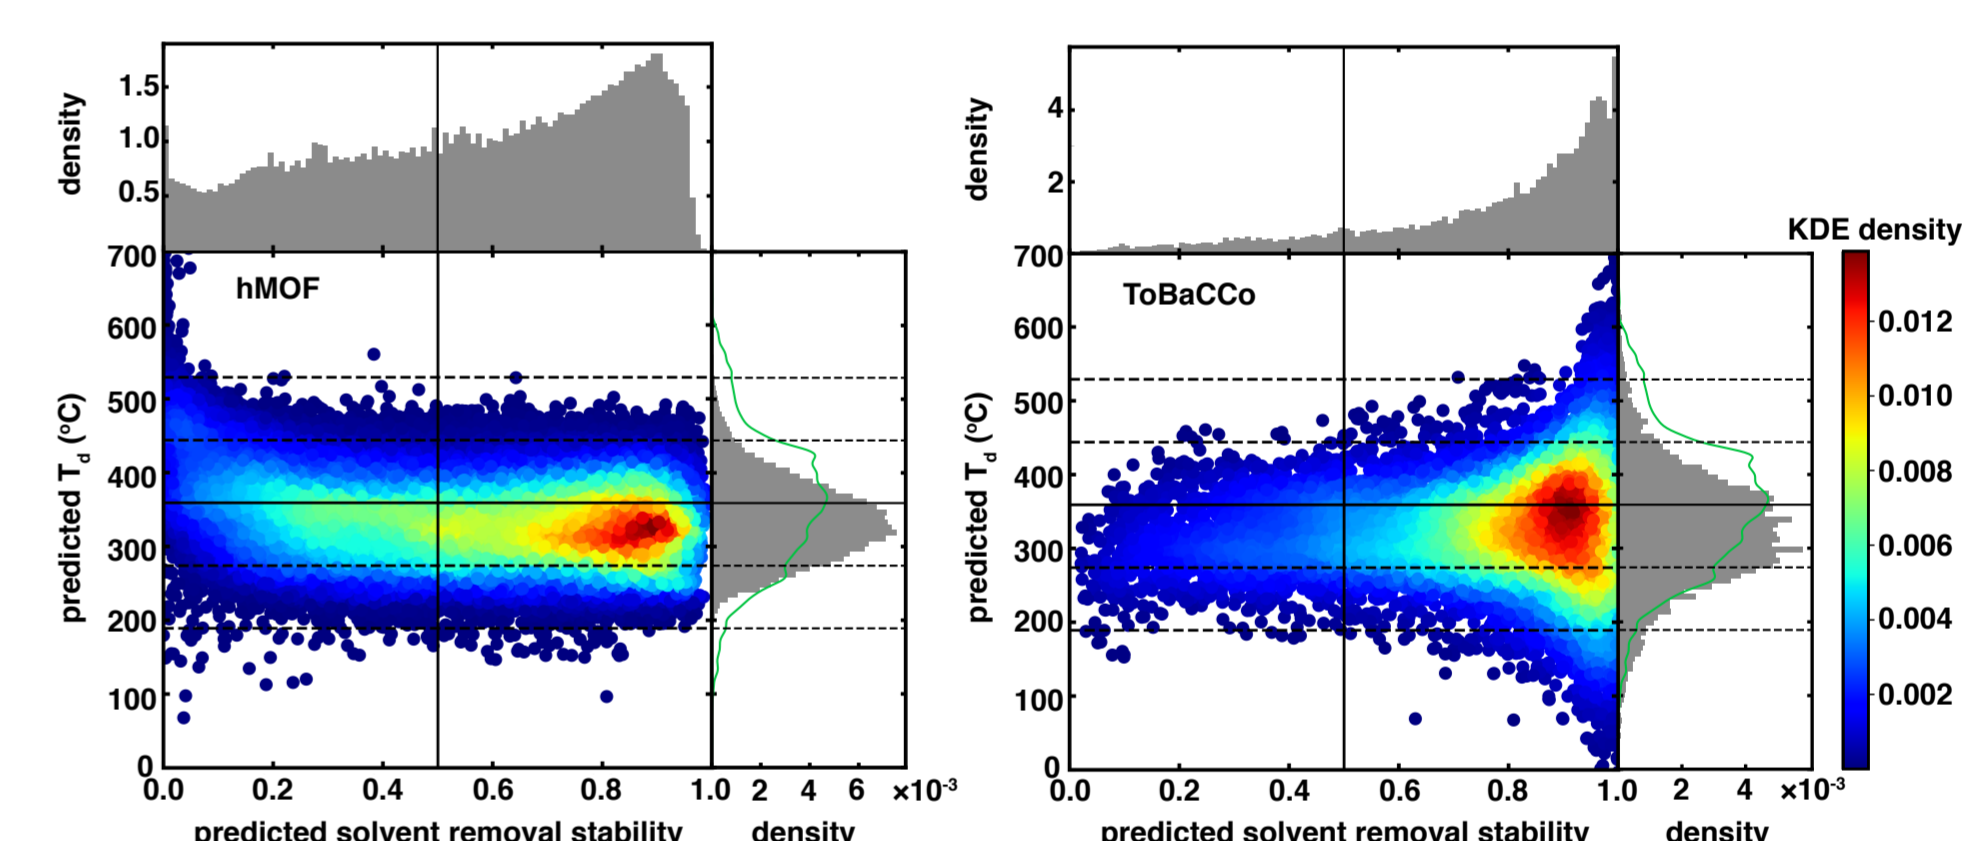 density
1.5
1.0
0.5
hMOF
predicted Td (°C)
700
600
500
400
300
200
100
0
0.0 0.2 0.4 0.6 0.8 1.0 2 4 6 ×10-3
predicted solvent removal stability density
density
4
2
ToBaCCo
predicted Td (°C)
700
600
500
400
300
200
100
0
0.0 0.2 0.4 0.6 0.8 1.0 2 4 ×10-3
predicted solvent removal stability density
KDE density
0.012
0.010
0.008
0.006
0.004
0.002